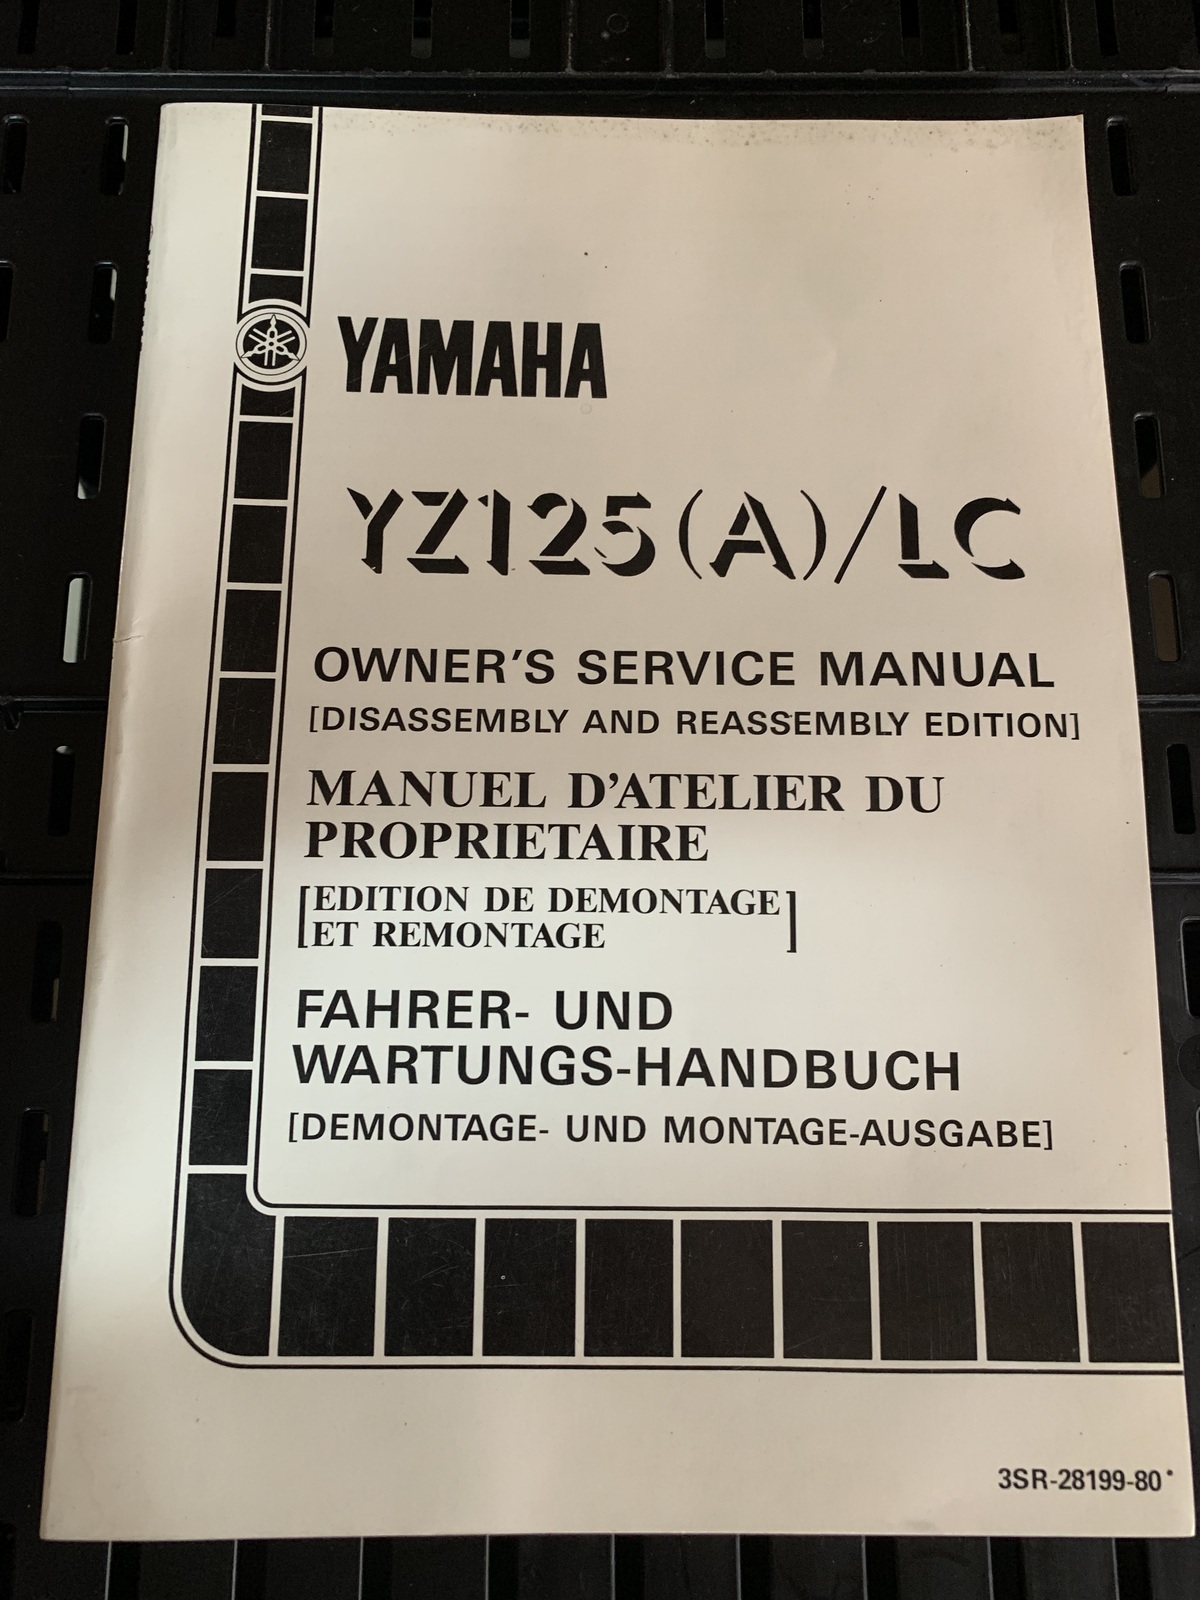 YAMAHA
YZ125(A)/LC
OWNER'S SERVICE MANUAL
[DISASSEMBLY AND REASSEMBLY EDITION]
MANUEL D'ATELIER DU
PROPRIETAIRE
[EDITION DE DEMONTAGE
ET REMONTAGE]
FAHRER- UND
WARTUNGS-HANDBUCH
[DEMONTAGE- UND MONTAGE-AUSGABE]
3SR-28199-80*